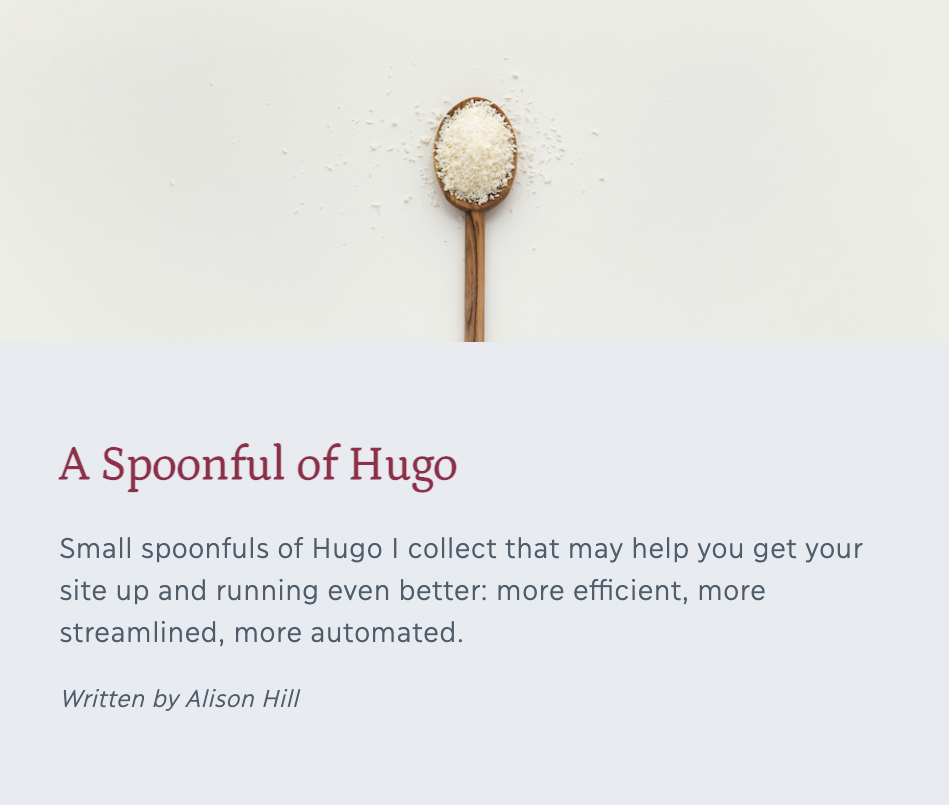 A Spoonful of Hugo
Small spoonfuls of Hugo I collect that may help you get your
site up and running even better: more efficient, more
streamlined, more automated.
Written by Alison Hill